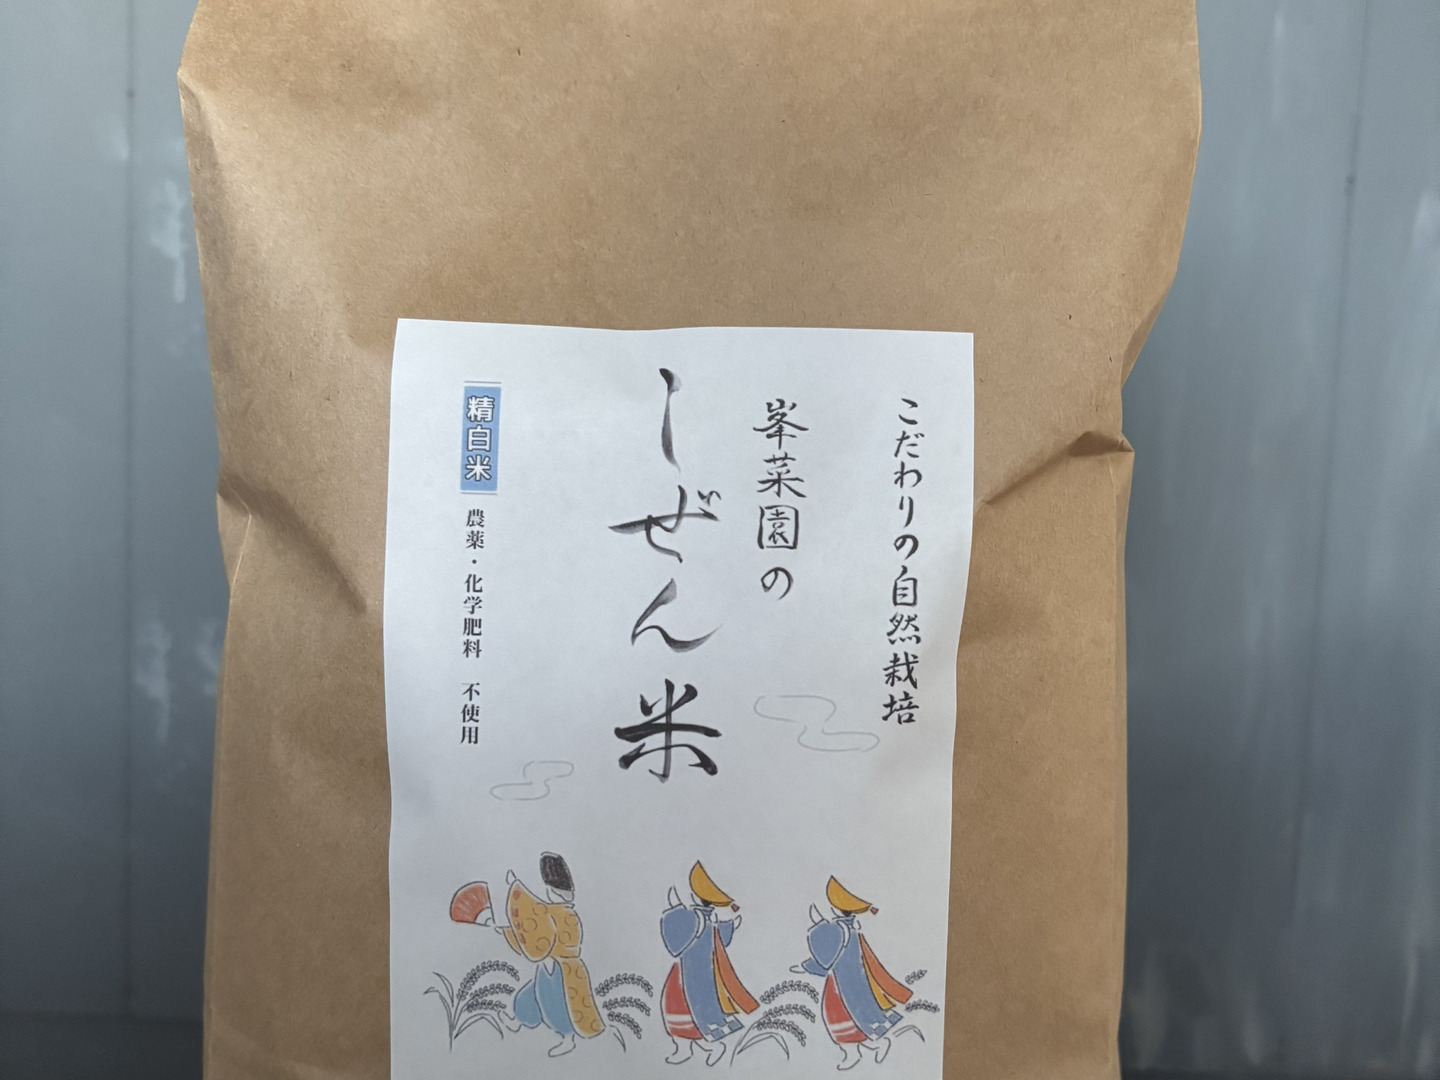 こだわりの自然栽培
峯菜園の
しぜん米
精白米
農薬・化学肥料　不使用